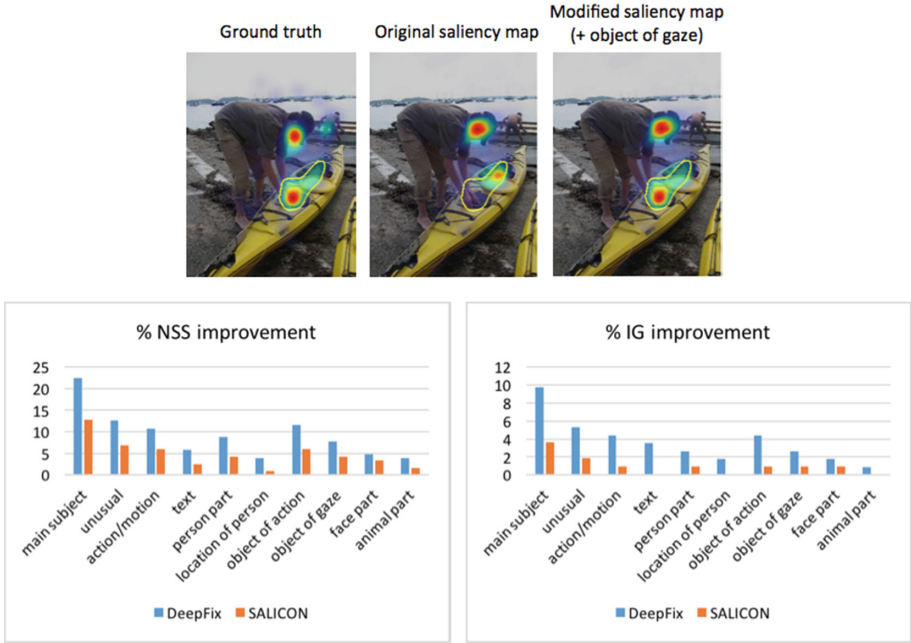 Ground truth
Original saliency map
Modified saliency map
(+ object of gaze)
% NSS improvement
25
20
15
10
5
0
main subject
unusual
action/motion
text
person part
location of person
object of action
object of gaze
face part
animal part
DeepFix
SALICON
% IG improvement
12
10
8
6
4
2
0
main subject
unusual
action/motion
text
person part
location of person
object of action
object of gaze
face part
animal part
DeepFix
SALICON